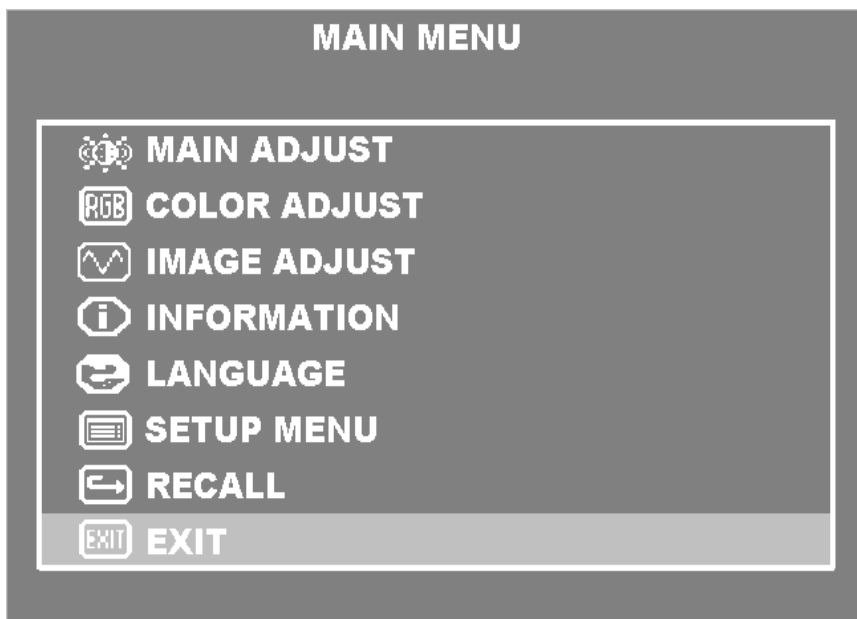 MAIN MENU
MAIN ADJUST
RGB COLOR ADJUST
IMAGE ADJUST
i INFORMATION
LANGUAGE
SETUP MENU
RECALL
EXIT EXIT